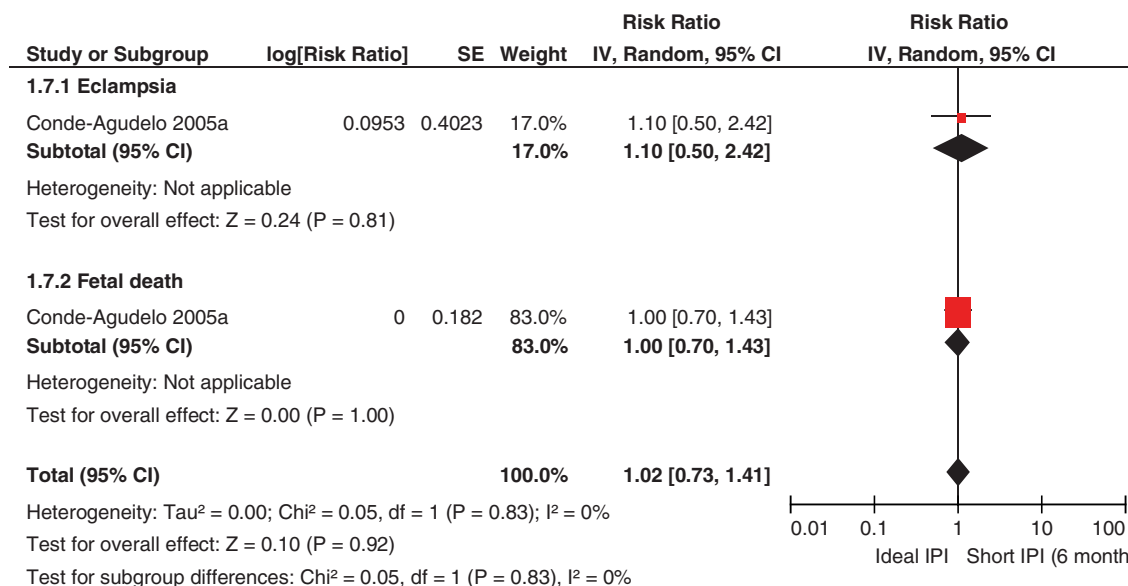 Risk Ratio Risk Ratio
Study or Subgroup log[Risk Ratio] SE Weight IV, Random, 95% CI IV, Random, 95% CI
1.7.1 Eclampsia
Conde-Agudelo 2005a 0.0953 0.4023 17.0% 1.10 [0.50, 2.42]
Subtotal (95% CI) 17.0% 1.10 [0.50, 2.42]
Heterogeneity: Not applicable
Test for overall effect: Z = 0.24 (P = 0.81)
1.7.2 Fetal death
Conde-Agudelo 2005a 0 0.182 83.0% 1.00 [0.70, 1.43]
Subtotal (95% CI) 83.0% 1.00 [0.70, 1.43]
Heterogeneity: Not applicable
Test for overall effect: Z = 0.00 (P = 1.00)
Total (95% CI) 100.0% 1.02 [0.73, 1.41]
Heterogeneity: Tau² = 0.00; Chi² = 0.05, df = 1 (P = 0.83); I² = 0%
0.01 0.1 1 10 100
Test for overall effect: Z = 0.10 (P = 0.92)
Ideal IPI Short IPI (6 month
Test for subgroup differences: Chi² = 0.05, df = 1 (P = 0.83), I² = 0%